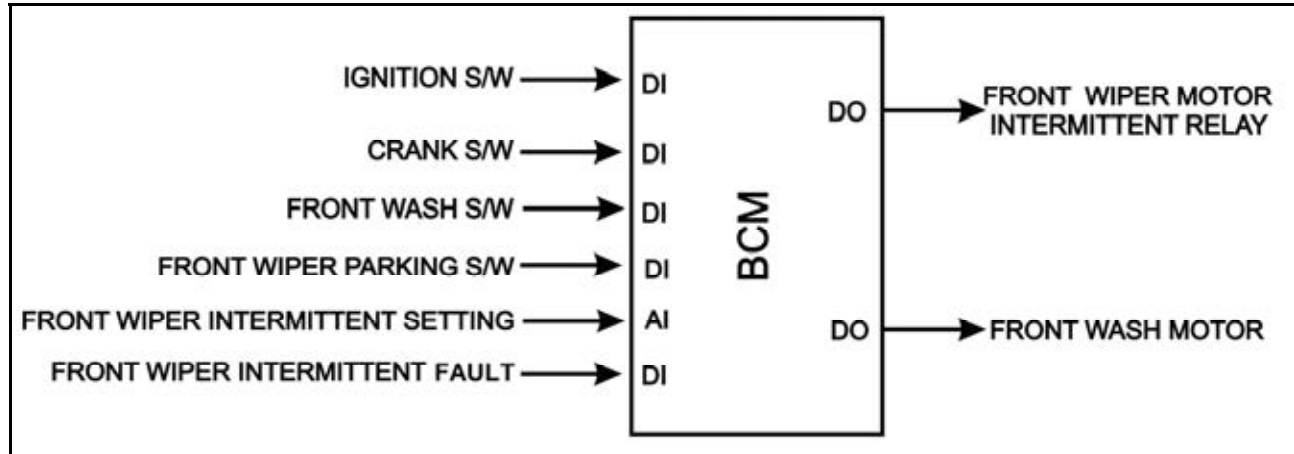 IGNITION S/W
CRANK S/W
FRONT WASH S/W
FRONT WIPER PARKING S/W
FRONT WIPER INTERMITTENT SETTING
FRONT WIPER INTERMITTENT FAULT
DI
DI
DI
DI
AI
DI
BCM
DO
DO
FRONT WIPER MOTOR
INTERMITTENT RELAY
FRONT WASH MOTOR